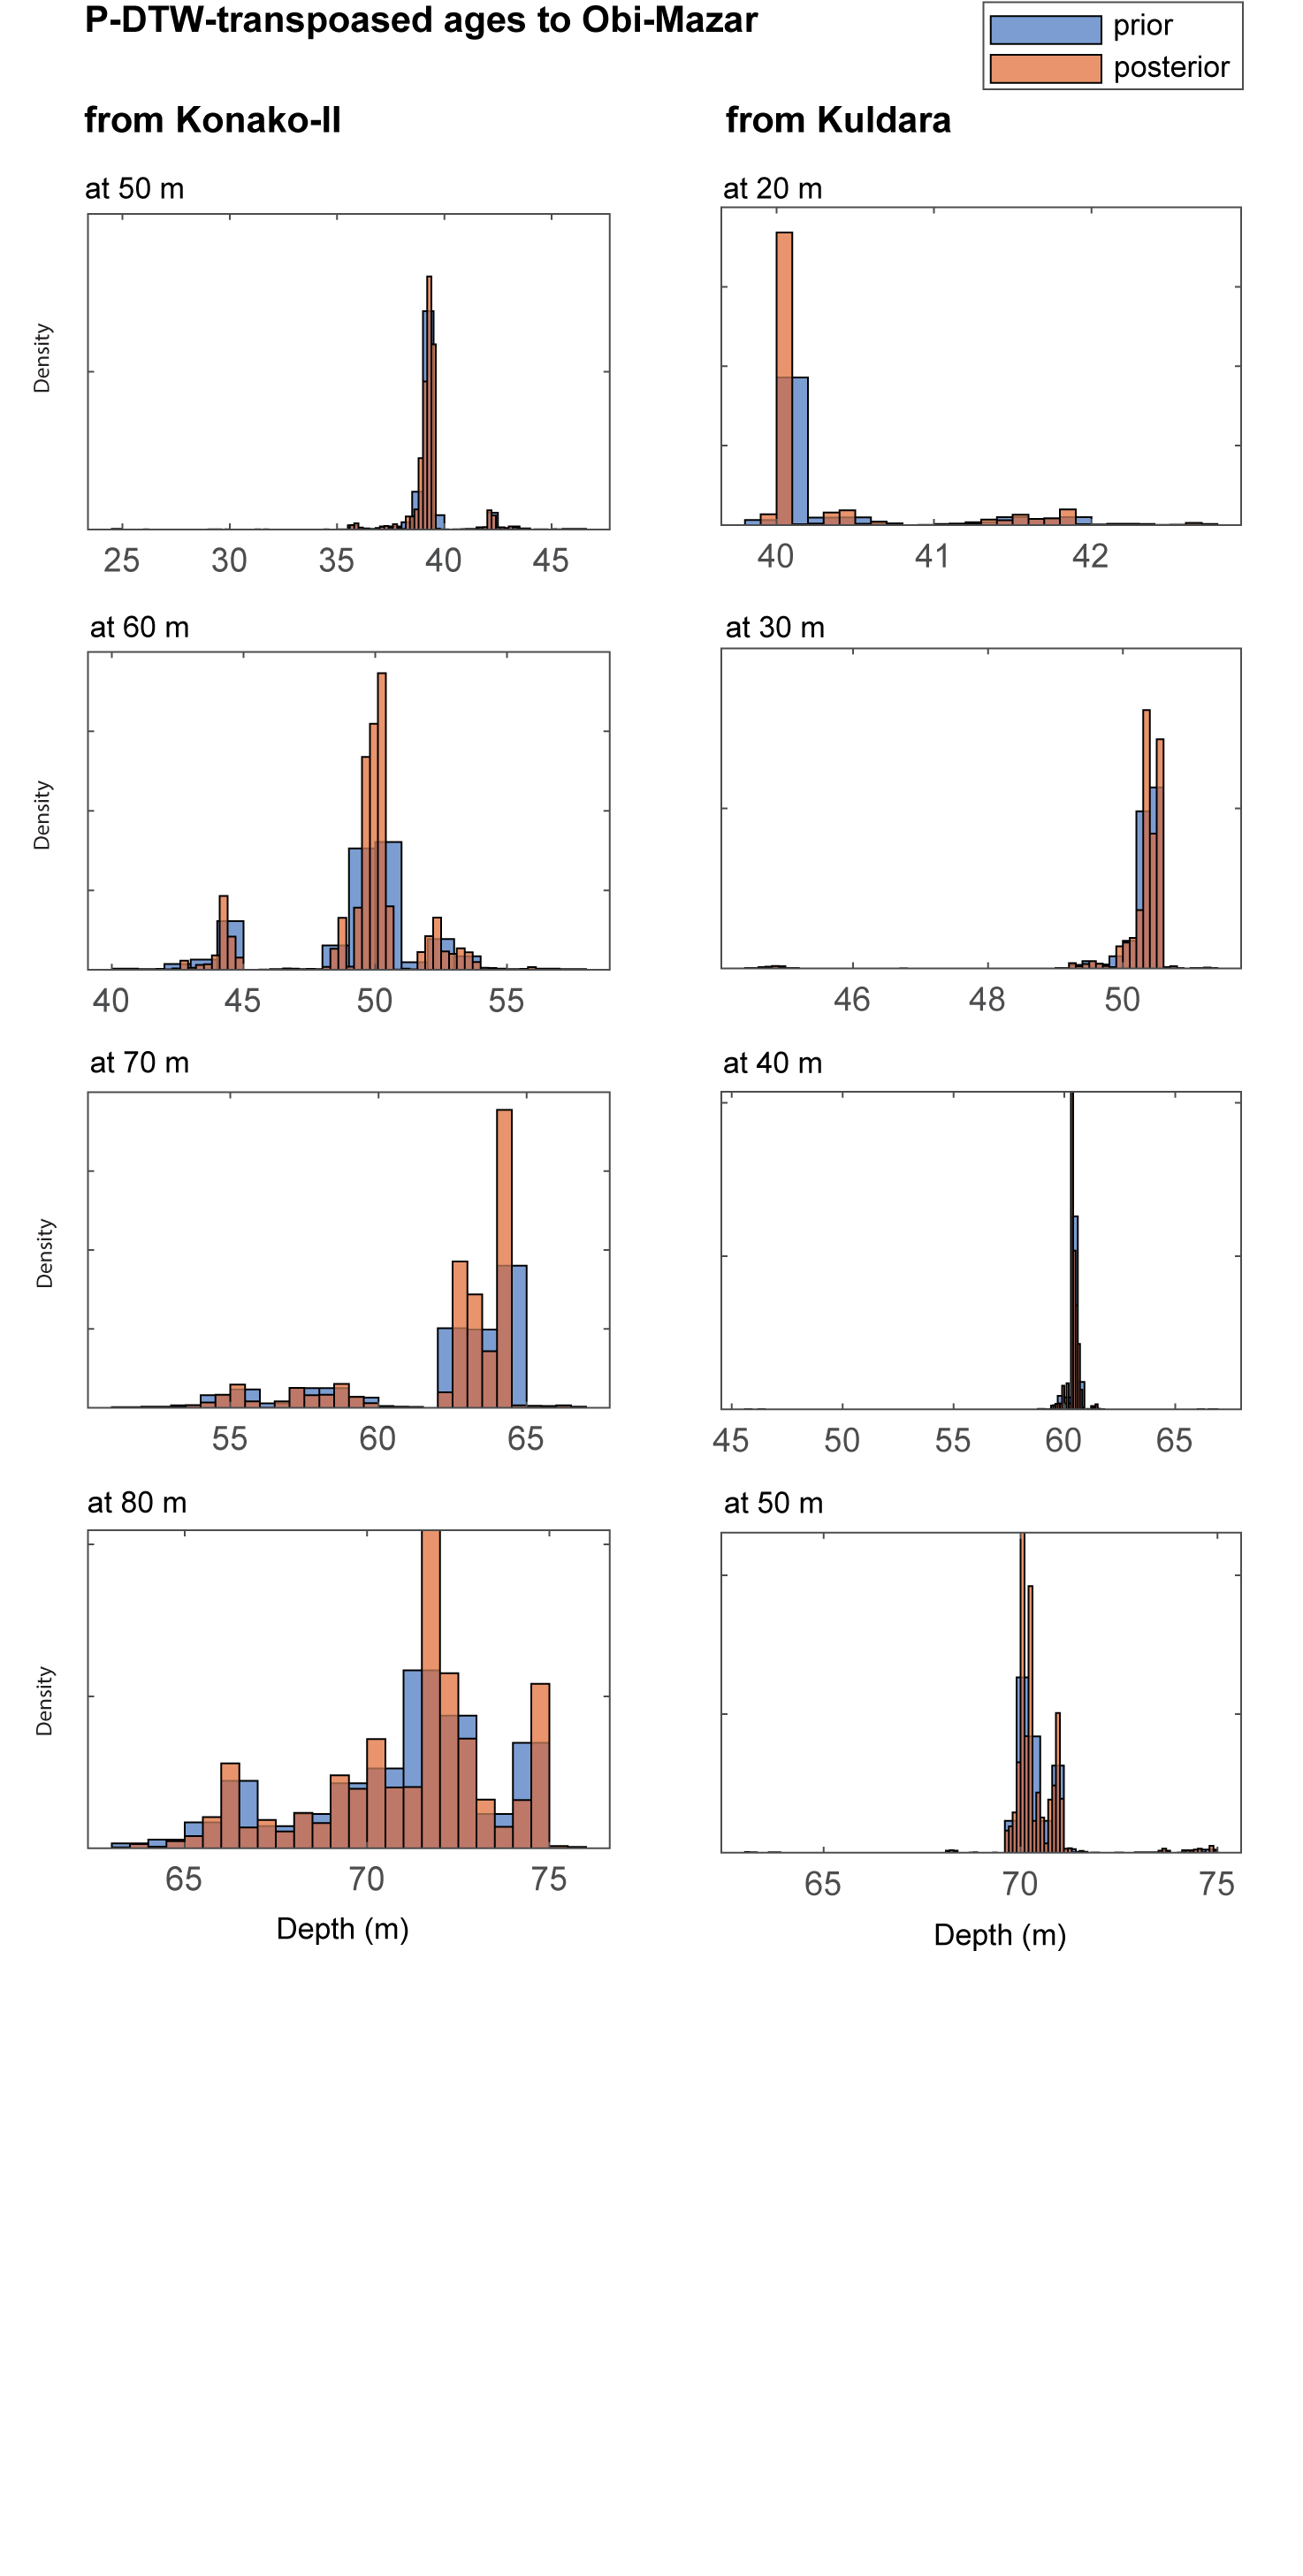 P-DTW-transpoased ages to Obi-Mazar
prior
posterior
from Konako-II
from Kuldara
at 50 m
at 20 m
Density
25 30 35 40 45
40 41 42
at 60 m
at 30 m
Density
40 45 50 55
46 48 50
at 70 m
at 40 m
Density
55 60 65
45 50 55 60 65
at 80 m
at 50 m
Density
65 70 75
65 70 75
Depth (m)
Depth (m)